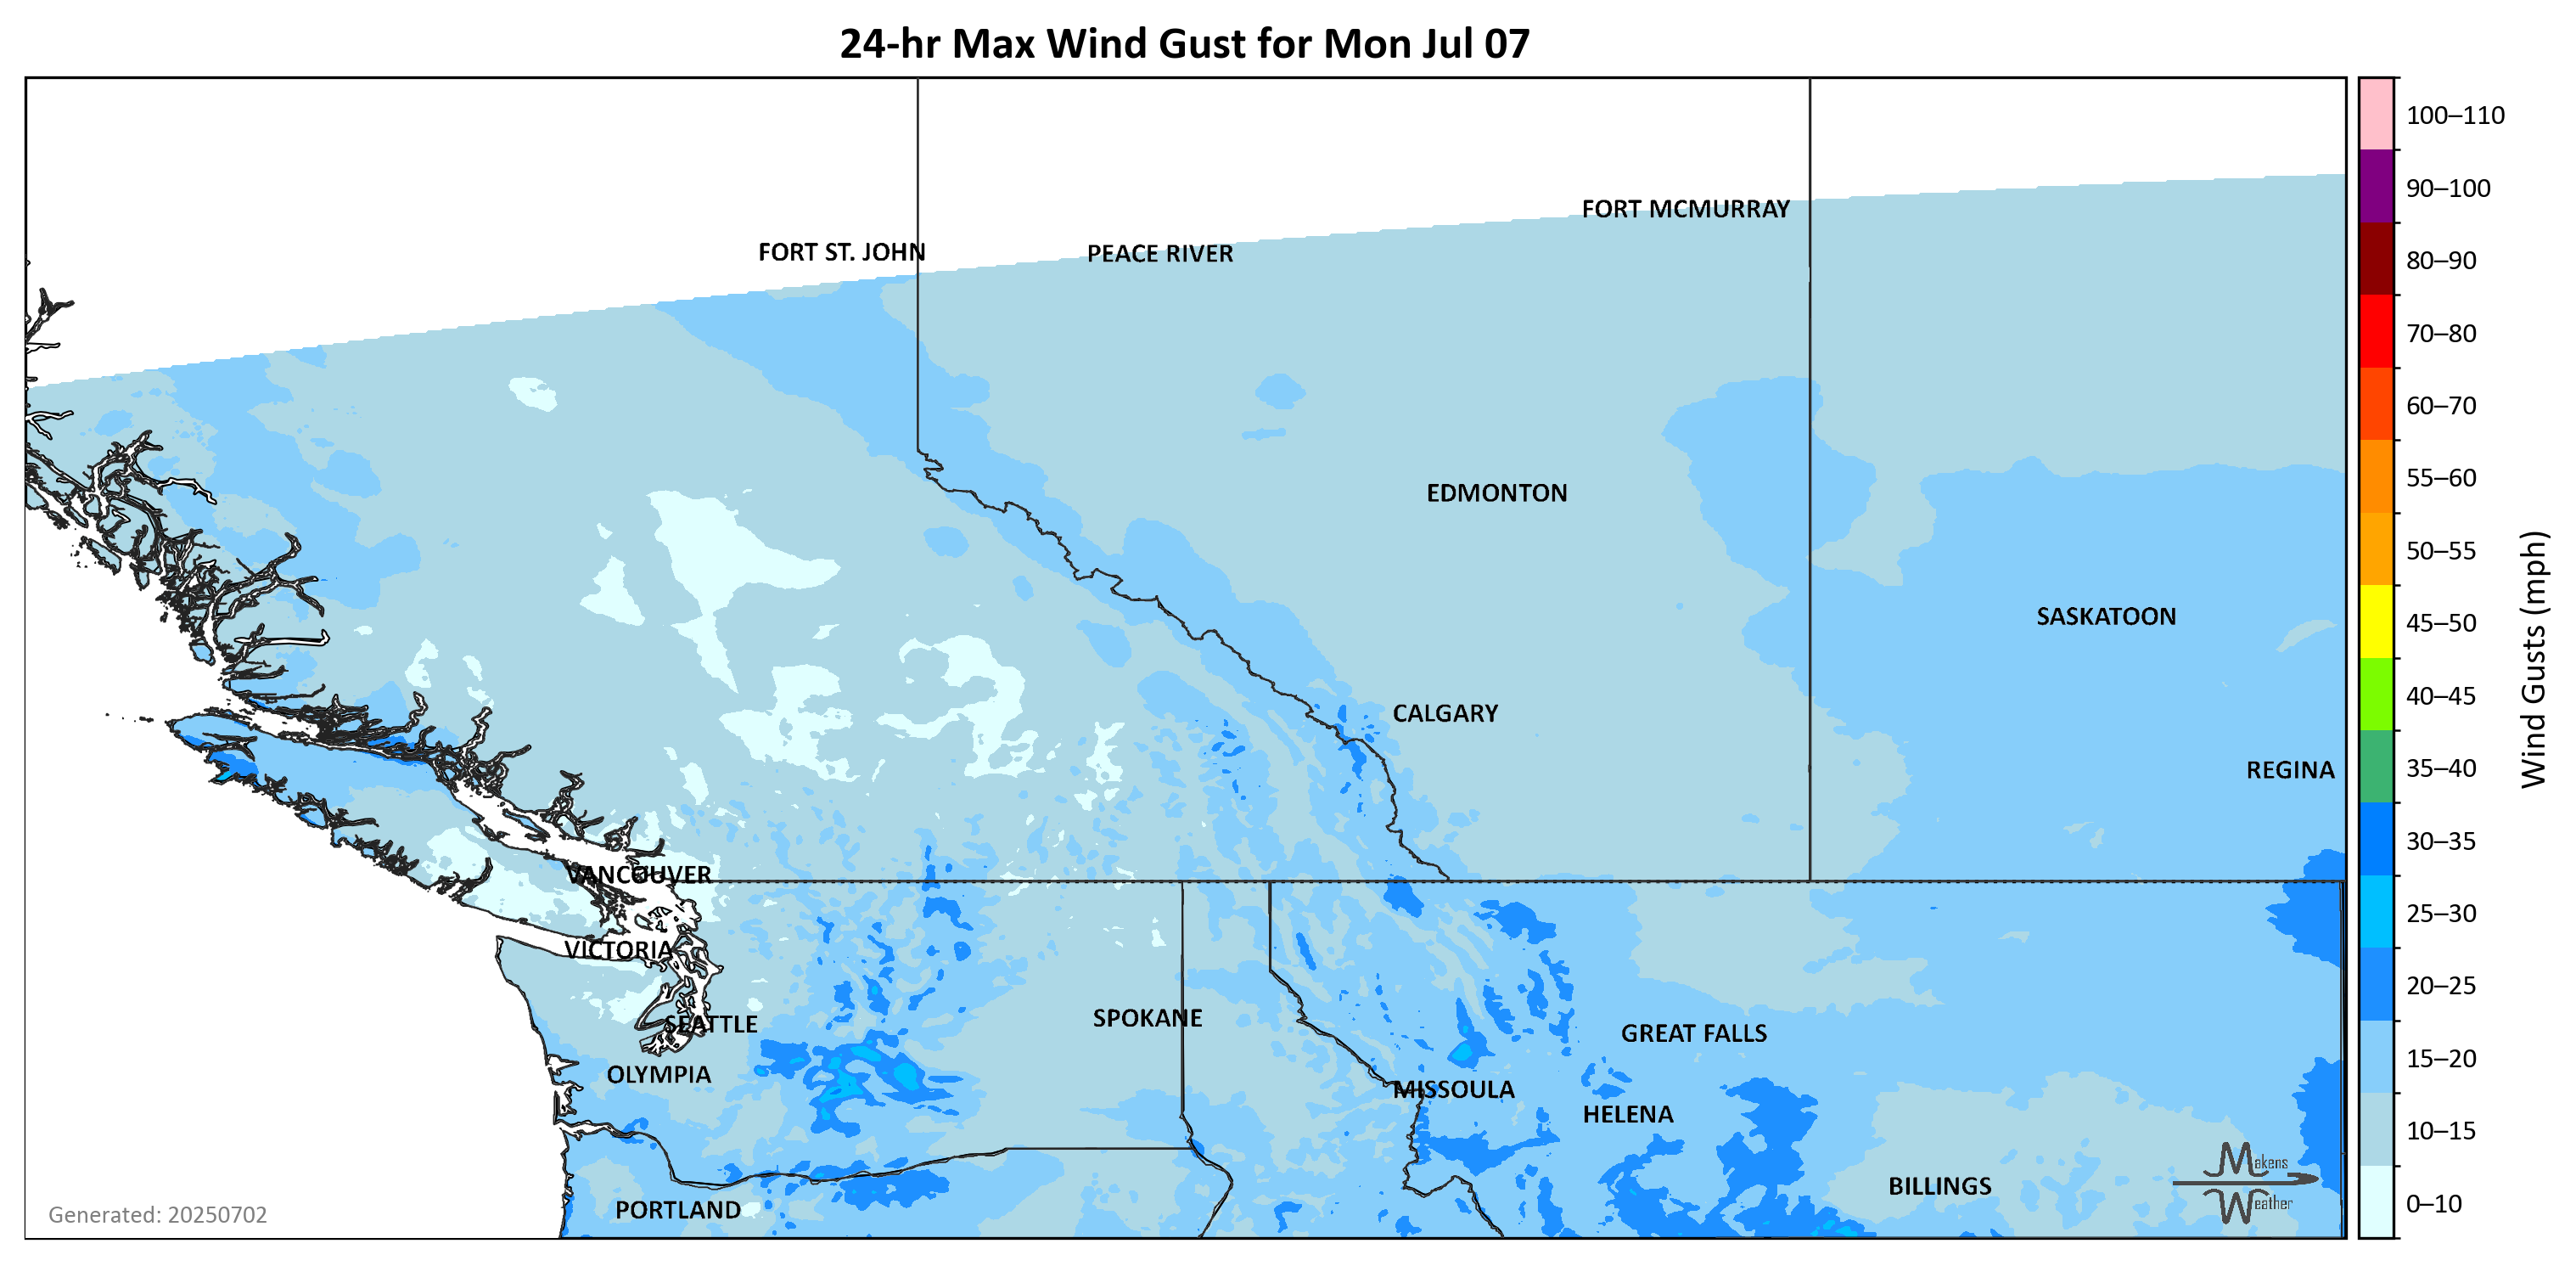 24-hr Max Wind Gust for Mon Jul 07
100–110
90–100
80–90
70–80
60–70
55–60
50–55
45–50
40–45
35–40
30–35
25–30
20–25
15–20
10–15
0–10
Wind Gusts (mph)
FORT MCMURRAY
FORT ST. JOHN
PEACE RIVER
EDMONTON
SASKATOON
CALGARY
REGINA
VANCOUVER
VICTORIA
SEATTLE
SPOKANE
GREAT FALLS
OLYMPIA
MISSOULA
HELENA
BILLINGS
PORTLAND
Makens
Weather
Generated: 20250702